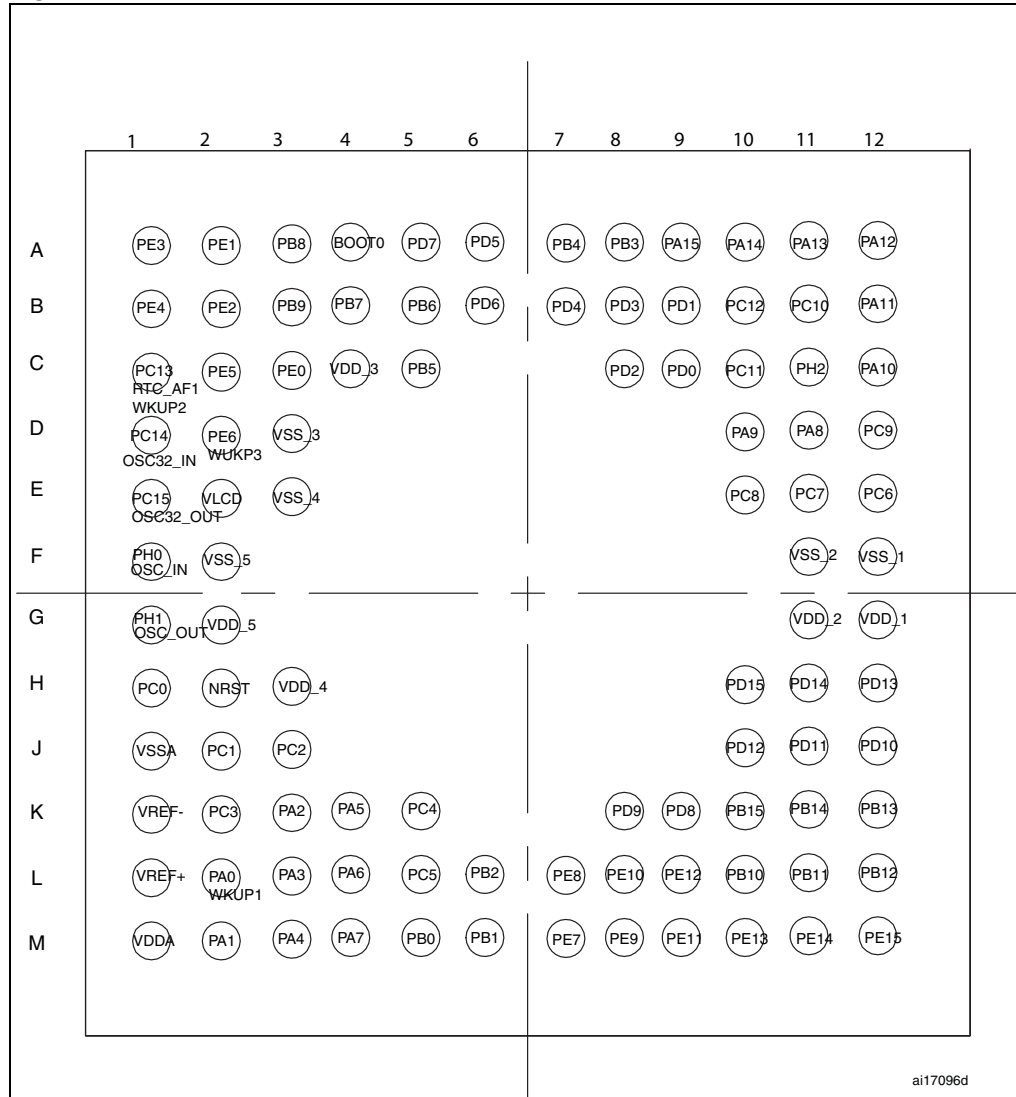 1 2 3 4 5 6 7 8 9 10 11 12
A PE3 PE1 PB8 BOOT0 PD7 PD5 PB4 PB3 PA15 PA14 PA13 PA12
B PE4 PE2 PB9 PB7 PB6 PD6 PD4 PD3 PD1 PC12 PC10 PA11
C PC13 PE5 PE0 VDD_3 PB5 PD2 PD0 PC11 PH2 PA10
RTC_AF1
WKUP2
D PC14 PE6 VSS_3 PA9 PA8 PC9
OSC32_IN WUKP3
E PC15 VLCD VSS_4 PC8 PC7 PC6
OSC32_OUT
F PH0 VSS_5 VSS_2 VSS_1
OSC_IN
G PH1 VDD_5 VDD_2 VDD_1
OSC_OUT
H PC0 NRST VDD_4 PD15 PD14 PD13
J VSSA PC1 PC2 PD12 PD11 PD10
K VREF- PC3 PA2 PA5 PC4 PD9 PD8 PB15 PB14 PB13
L VREF+ PA0 PA3 PA6 PC5 PB2 PE8 PE10 PE12 PB10 PB11 PB12
WKUP1
M VDDA PA1 PA4 PA7 PB0 PB1 PE7 PE9 PE11 PE13 PE14 PE15
ai17096d